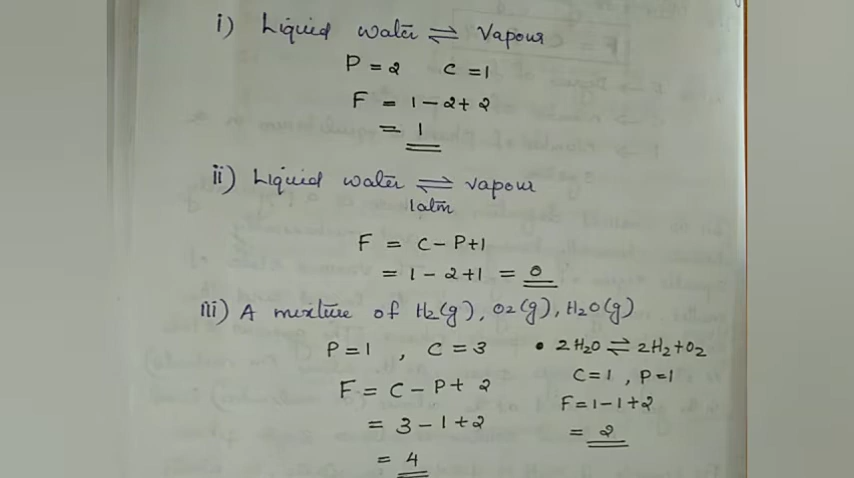 i) Liquid water ⇌ Vapour
P = 2 C = 1
F = 1 - 2 + 2
= 1
ii) Liquid water ⇌ vapour
1atm
F = C - P + 1
= 1 - 2 + 1 = 0
iii) A mixture of H2(g), O2(g), H2O(g)
P = 1 , C = 3
F = C - P + 2
= 3 - 1 + 2
= 4
• 2H2O ⇌ 2H2 + O2
C = 1 , P = 1
F = 1 - 1 + 2
= 2